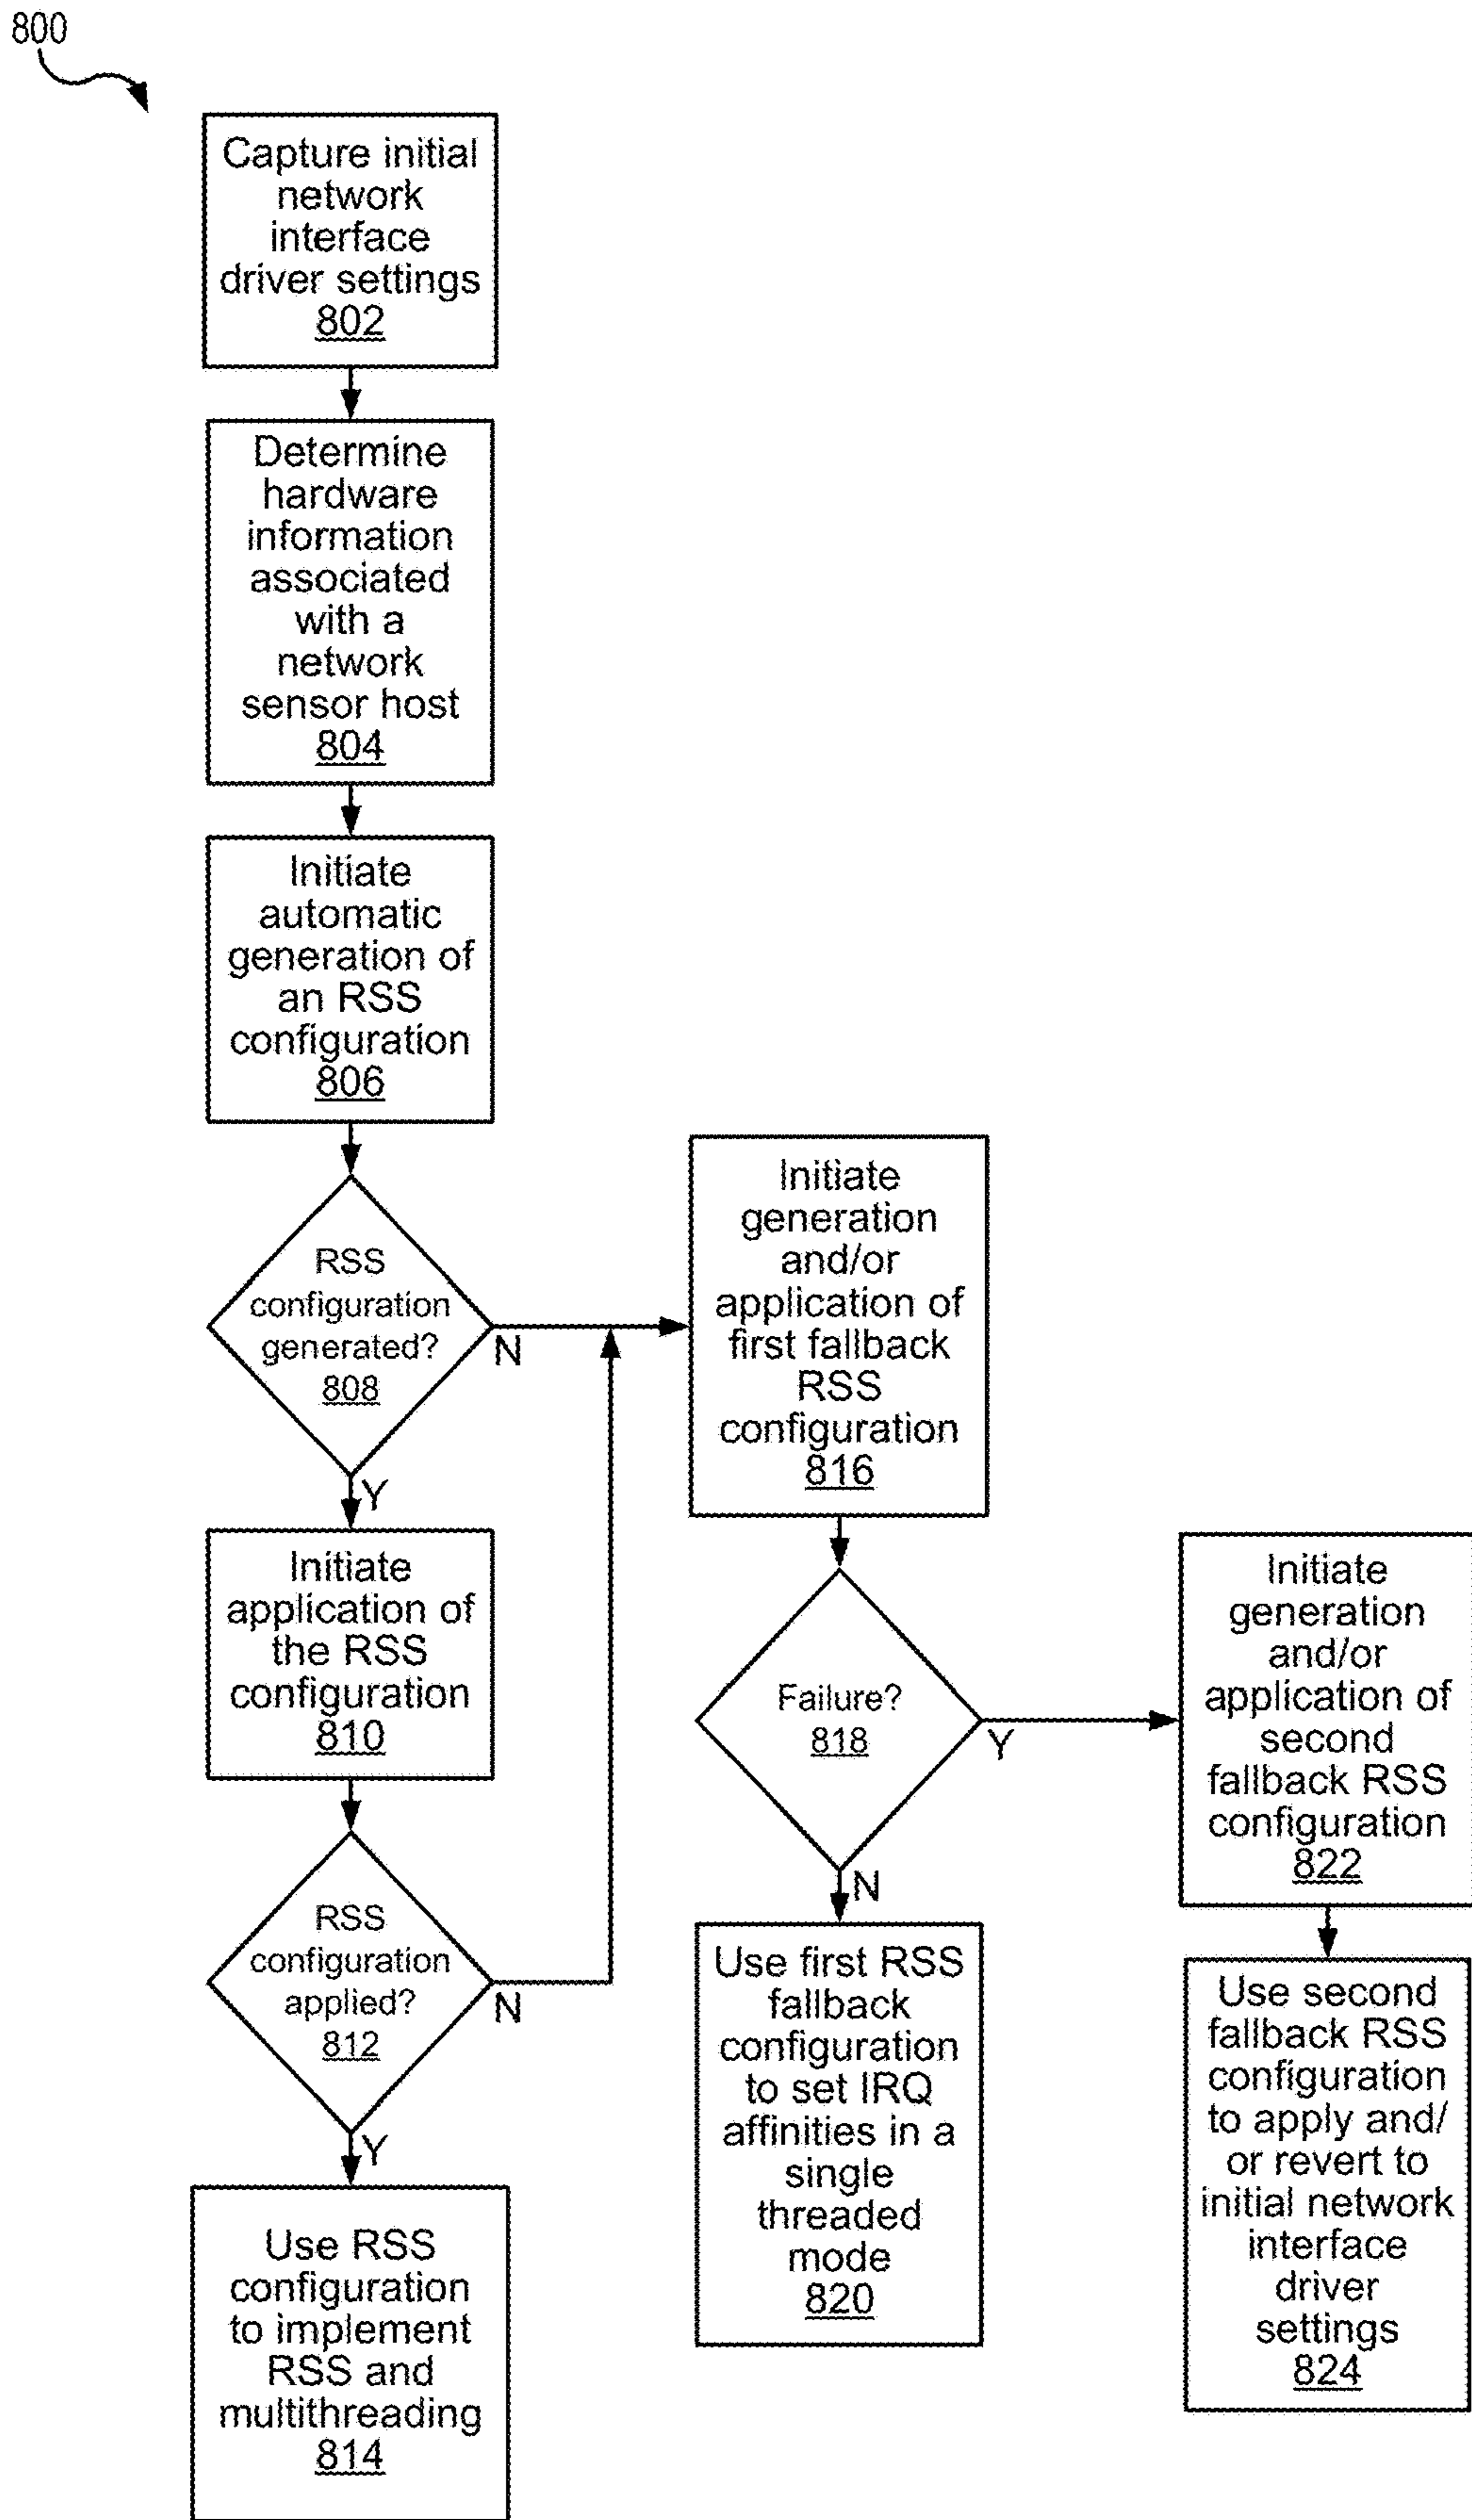 800
Capture initial
network
interface
driver settings
802
Determine
hardware
information
associated
with a
network
sensor host
804
Initiate
automatic
generation of
an RSS
configuration
806
RSS
configuration
generated?
808
N
Y
Initiate
application of
the RSS
configuration
810
RSS
configuration
applied?
812
N
Y
Use RSS
configuration
to implement
RSS and
multithreading
814
Initiate
generation
and/or
application of
first fallback
RSS
configuration
816
Failure?
818
Y
N
Use first RSS
fallback
configuration
to set IRQ
affinities in a
single
threaded
mode
820
Initiate
generation
and/or
application of
second
fallback RSS
configuration
822
Use second
fallback RSS
configuration
to apply and/
or revert to
initial network
interface
driver
settings
824